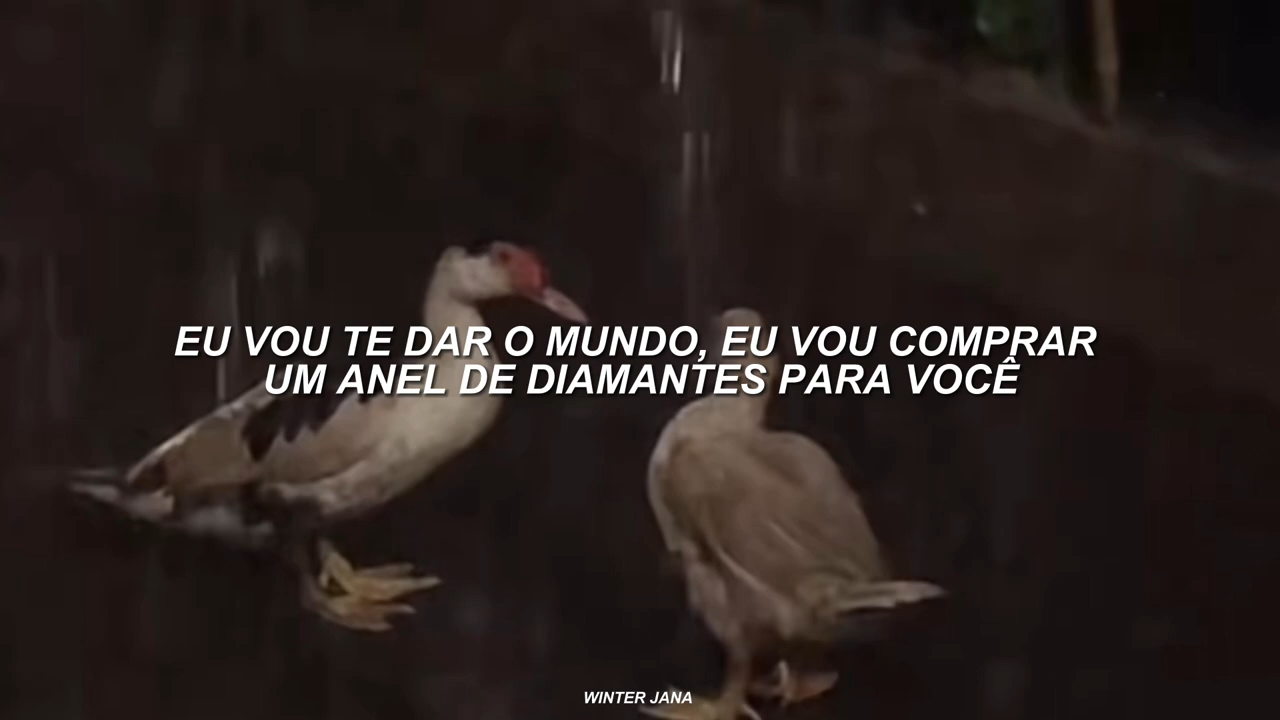 EU VOU TE DAR O MUNDO, EU VOU COMPRAR
UM ANEL DE DIAMANTES PARA VOCÊ
WINTER JANA